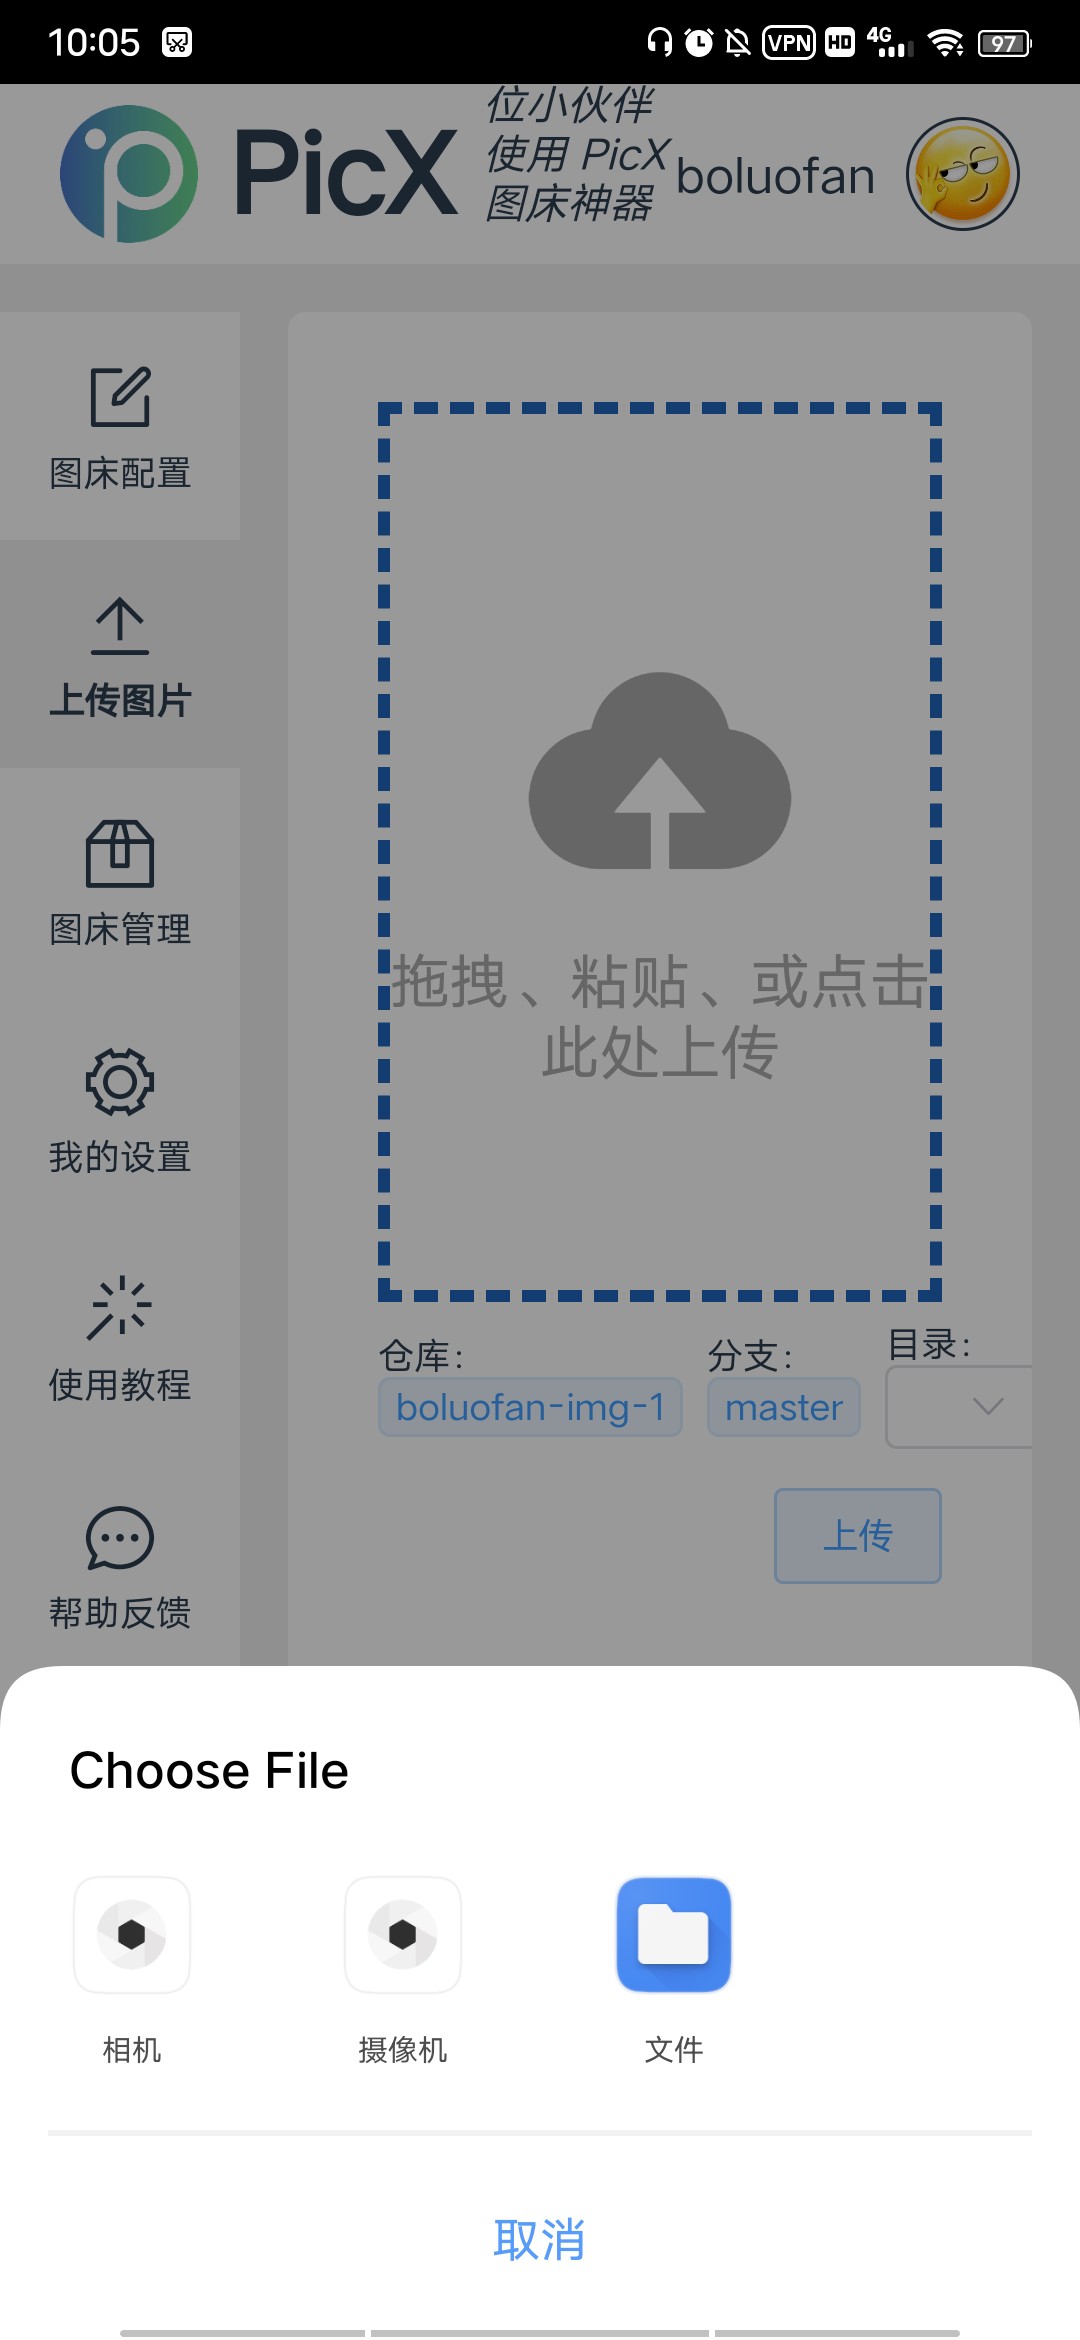 10:05
VPN
HD
4G
97
PicX
位小伙伴
使用 PicX
图床神器
boluofan
图床配置
上传图片
图床管理
我的设置
使用教程
帮助反馈
拖拽、粘贴、或点击
此处上传
仓库:
boluofan-img-1
分支:
master
目录:
上传
Choose File
相机
摄像机
文件
取消